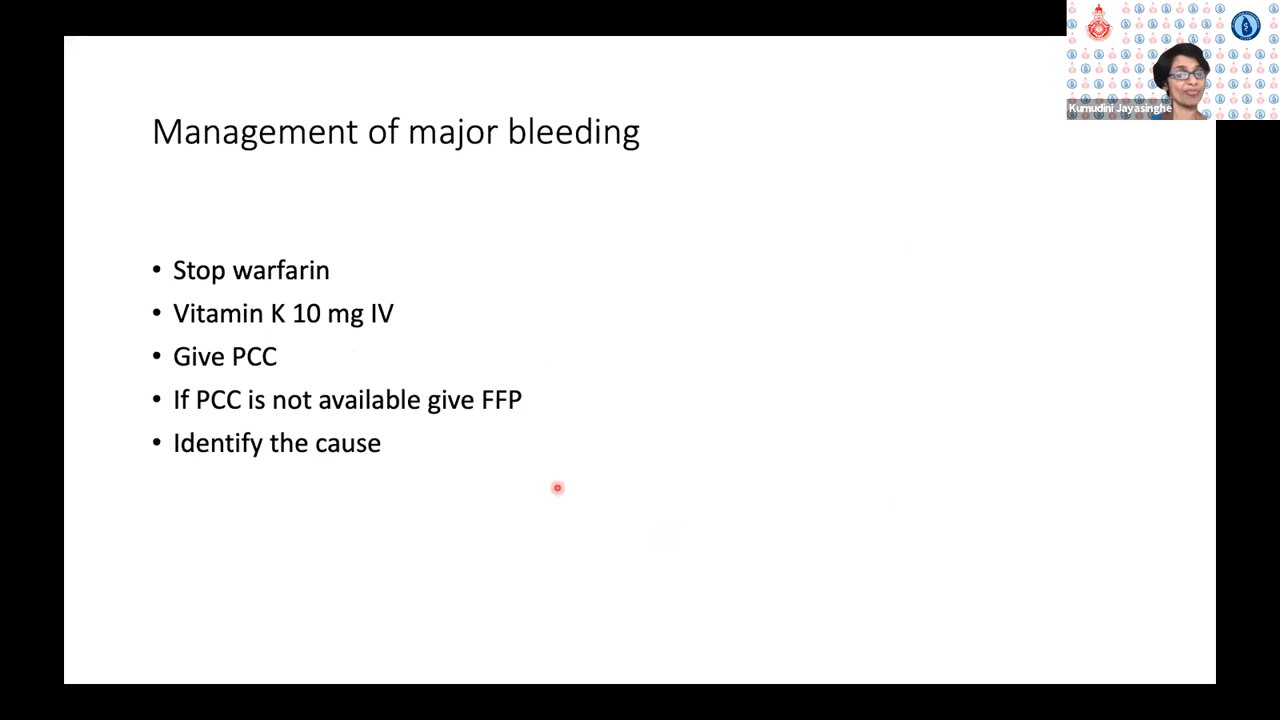 Kumudini Jayasinghe
Management of major bleeding
• Stop warfarin
• Vitamin K 10 mg IV
• Give PCC
• If PCC is not available give FFP
• Identify the cause